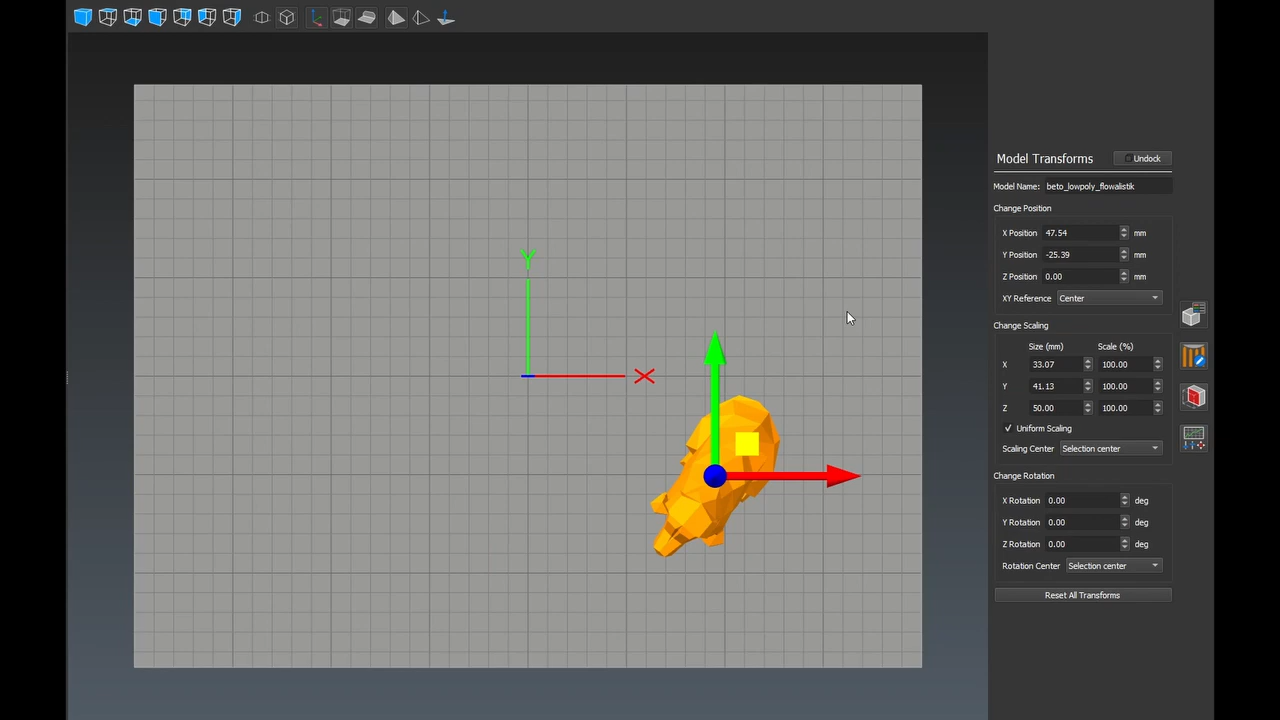 Model Transforms Undock
Model Name: beto_lowpoly_flowalistik
Change Position
X Position 47.54 mm
Y Position -25.39 mm
Z Position 0.00 mm
XY Reference Center
Change Scaling
Size (mm) Scale (%)
X 33.07 100.00
Y 41.13 100.00
Z 50.00 100.00
Uniform Scaling
Scaling Center Selection center
Change Rotation
X Rotation 0.00 deg
Y Rotation 0.00 deg
Z Rotation 0.00 deg
Rotation Center Selection center
Reset All Transforms
Y
X